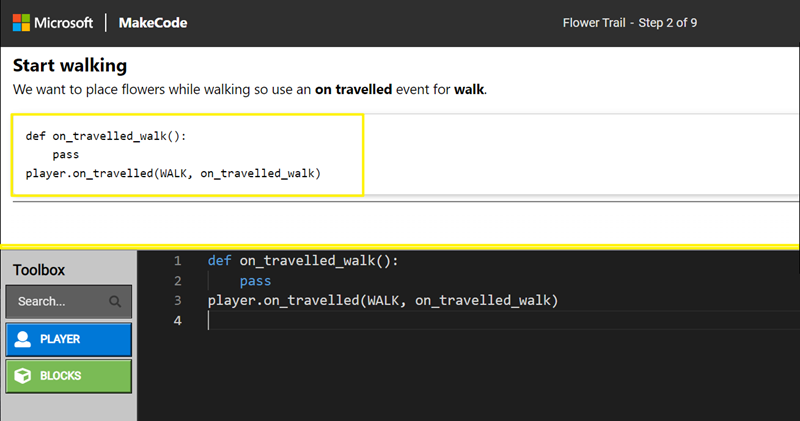 Microsoft MakeCode Flower Trail - Step 2 of 9
Start walking
We want to place flowers while walking so use an on travelled event for walk.
def on_travelled_walk():
    pass
player.on_travelled(WALK, on_travelled_walk)
Toolbox
Search...
PLAYER
BLOCKS
1 def on_travelled_walk():
2     pass
3 player.on_travelled(WALK, on_travelled_walk)
4